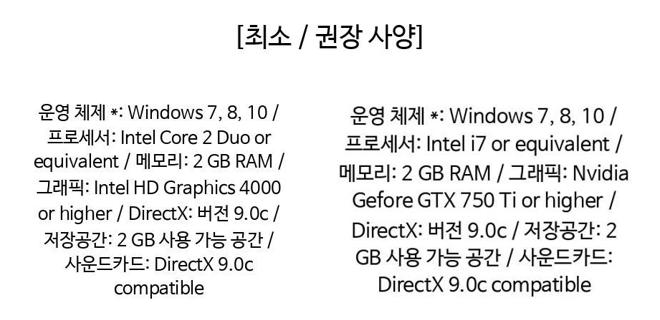 [최소 / 권장 사양]
운영 체제 *: Windows 7, 8, 10 /
프로세서: Intel Core 2 Duo or
equivalent / 메모리: 2 GB RAM /
그래픽: Intel HD Graphics 4000
or higher / DirectX: 버전 9.0c /
저장공간: 2 GB 사용 가능 공간 /
사운드카드: DirectX 9.0c
compatible
운영 체제 *: Windows 7, 8, 10 /
프로세서: Intel i7 or equivalent /
메모리: 2 GB RAM / 그래픽: Nvidia
Gefore GTX 750 Ti or higher /
DirectX: 버전 9.0c / 저장공간: 2
GB 사용 가능 공간 / 사운드카드:
DirectX 9.0c compatible